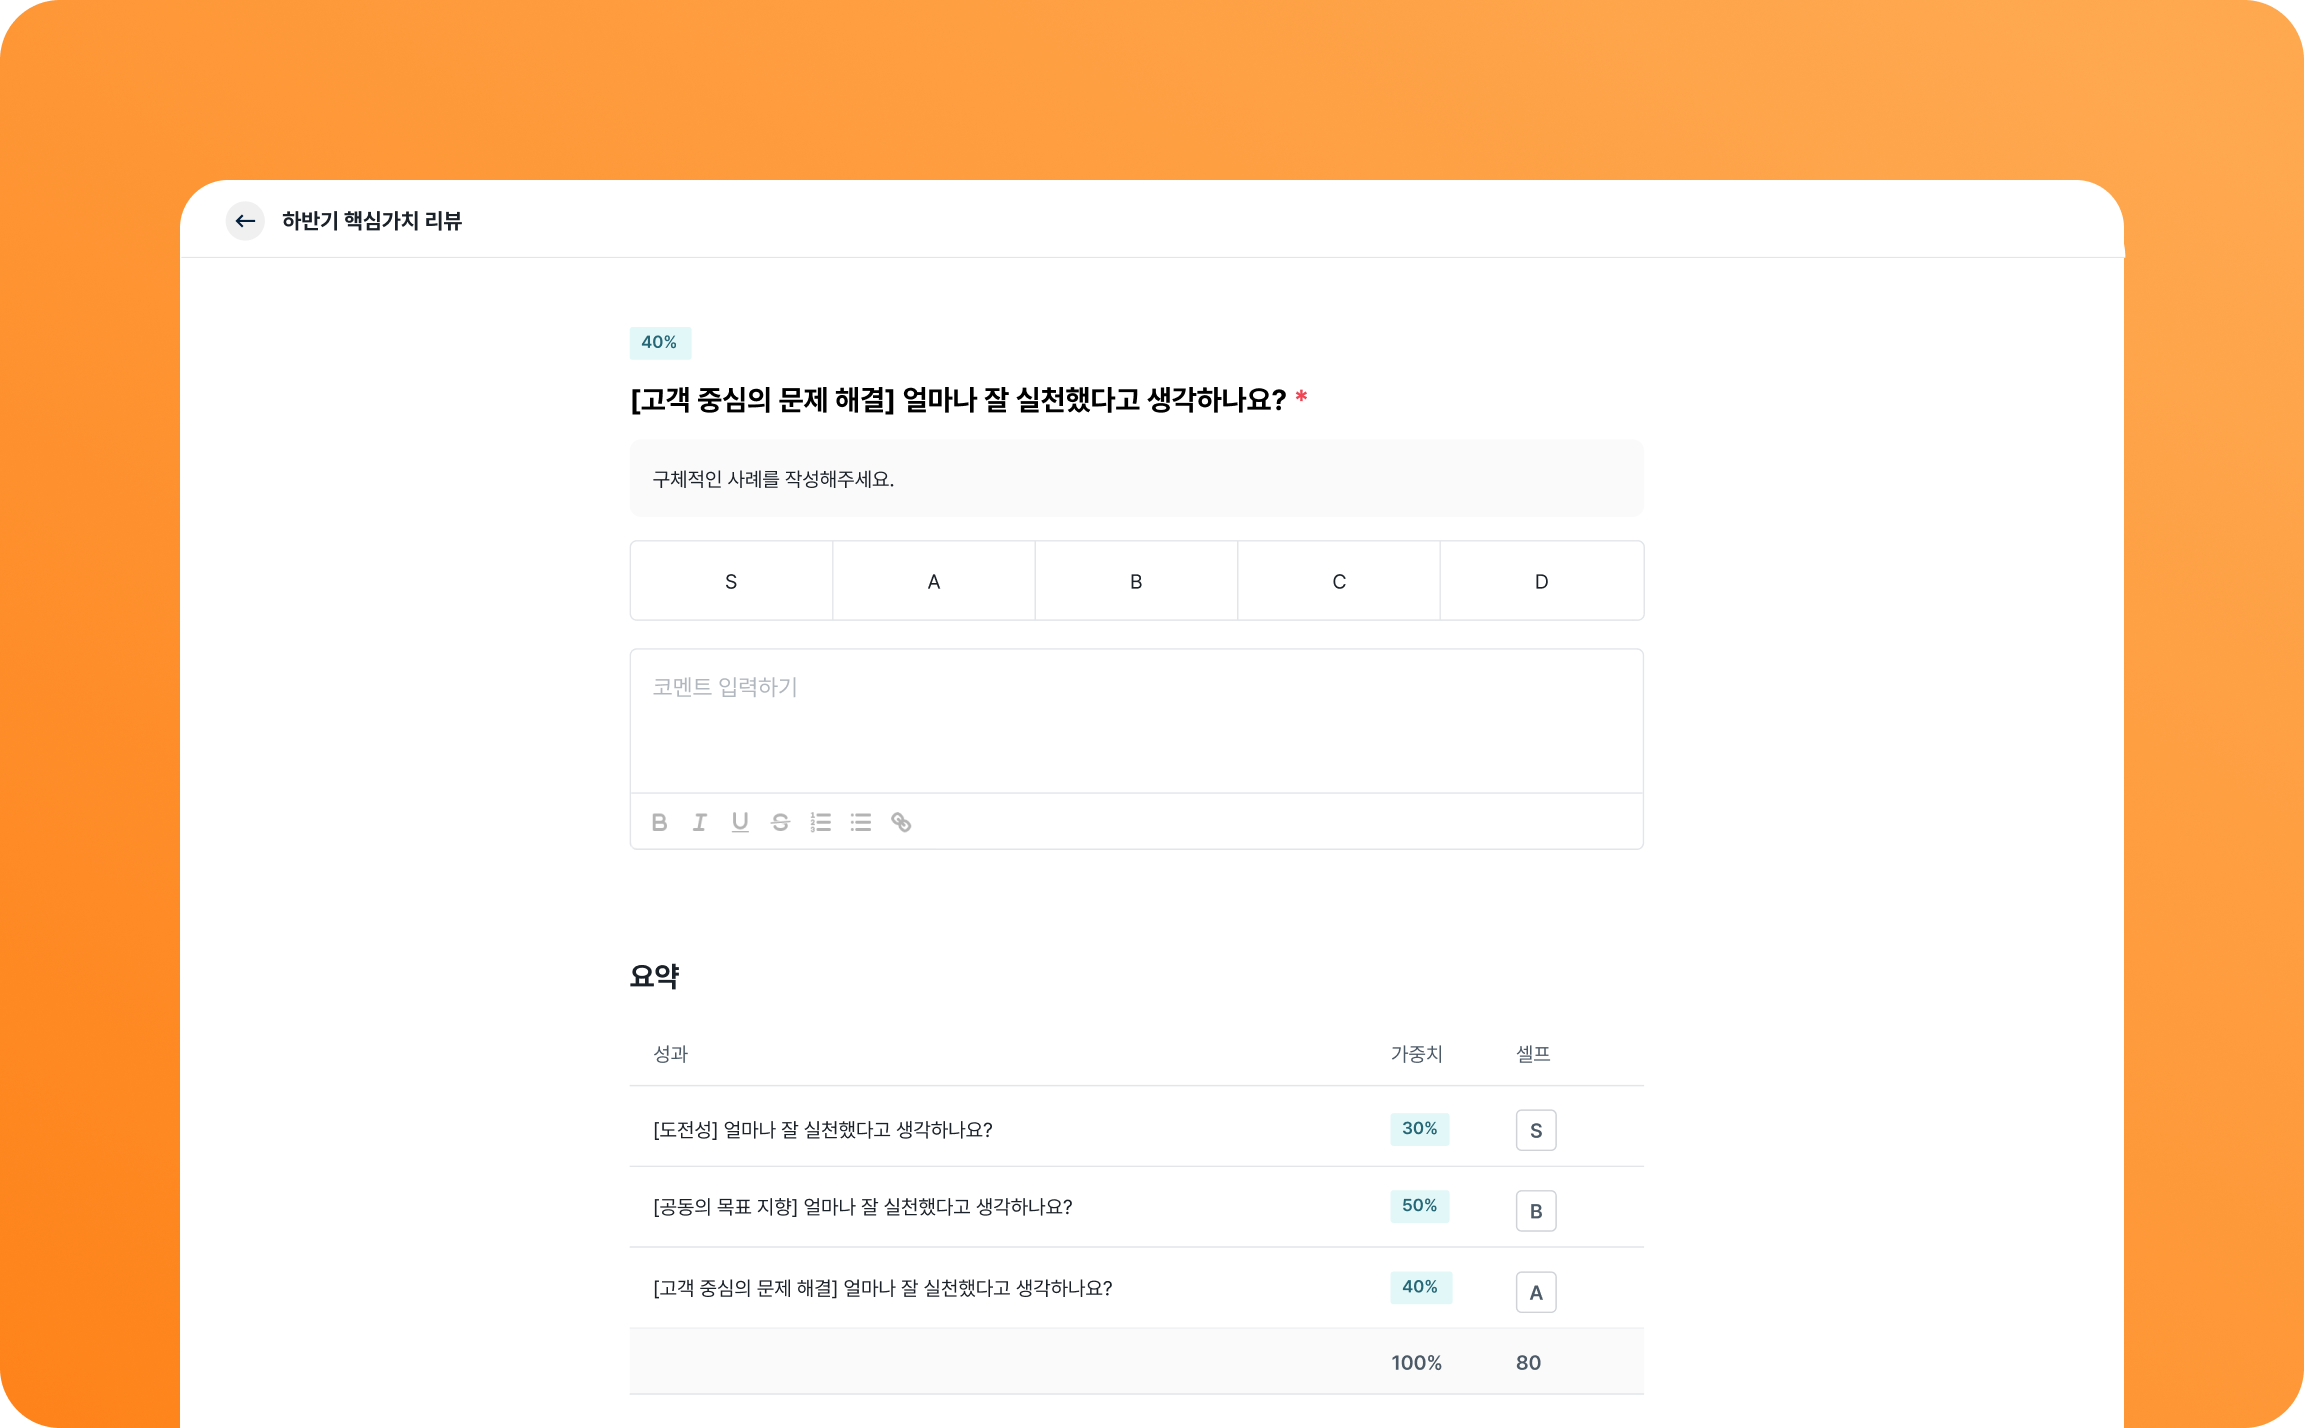 하반기 핵심가치 리뷰
40%
[고객 중심의 문제 해결] 얼마나 잘 실천했다고 생각하나요? *
구체적인 사례를 작성해주세요.
S A B C D
코멘트 입력하기
요약
성과 가중치 셀프
[도전성] 얼마나 잘 실천했다고 생각하나요? 30% S
[공동의 목표 지향] 얼마나 잘 실천했다고 생각하나요? 50% B
[고객 중심의 문제 해결] 얼마나 잘 실천했다고 생각하나요? 40% A
100% 80